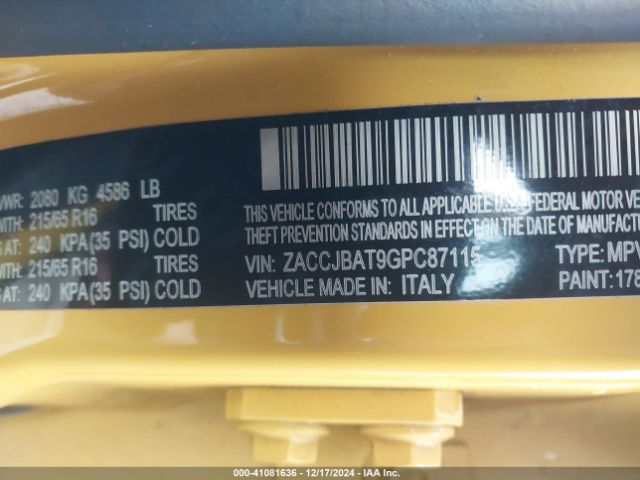 VWR: 2080 KG 4586 LB
WITH: 215/65 R16 TIRES
S AT: 240 KPA(35 PSI) COLD
WITH: 215/65 R16 TIRES
S AT: 240 KPA(35 PSI) COLD
THIS VEHICLE CONFORMS TO ALL APPLICABLE U.S. FEDERAL MOTOR VEHIC
THEFT PREVENTION STANDARDS IN EFFECT ON THE DATE OF MANUFACTUR
VIN: ZACCJBAT9GPC87115 TYPE: MPV
VEHICLE MADE IN: ITALY PAINT: 178
000-41081636 - 12/17/2024 - IAA Inc.